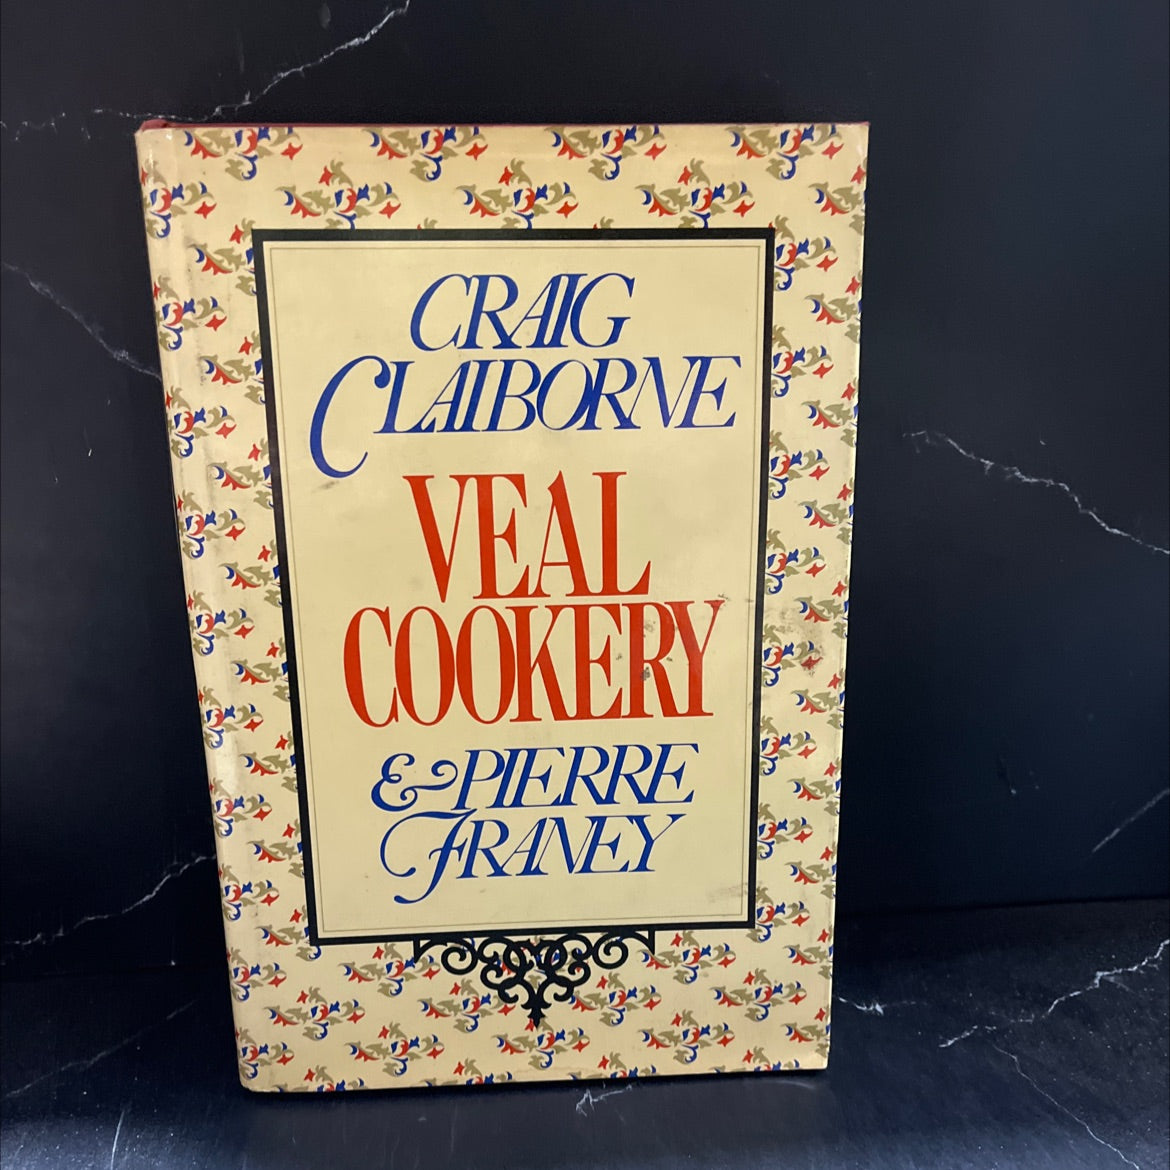 CRAIG
CLAIBORNE
VEAL
COOKERY
& PIERRE
FRANEY